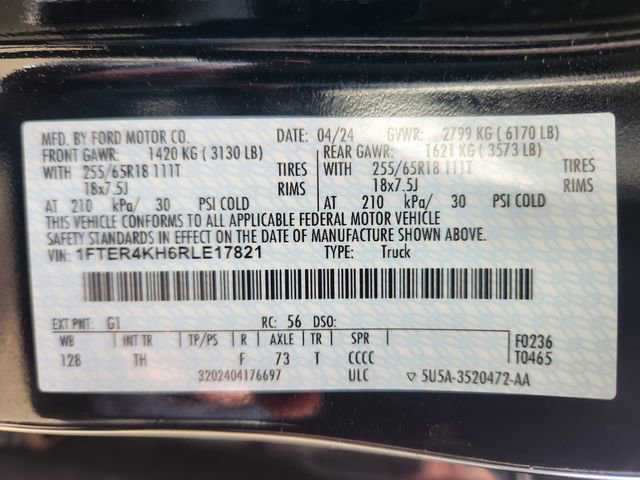 MFD. BY FORD MOTOR CO. DATE: 04/24 GVWR: 2799 KG ( 6170 LB)
FRONT GAWR: 1420 KG ( 3130 LB) REAR GAWR: 1621 KG ( 3573 LB)
WITH 255/65R18 111T TIRES WITH 255/65R18 111T TIRES
18x7.5J RIMS 18x7.5J RIMS
AT 210 kPa/ 30 PSI COLD AT 210 kPa/ 30 PSI COLD
THIS VEHICLE CONFORMS TO ALL APPLICABLE FEDERAL MOTOR VEHICLE
SAFETY STANDARDS IN EFFECT ON THE DATE OF MANUFACTURE SHOWN ABOVE.
VIN: 1FTER4KH6RLE17821 TYPE: Truck
EXT PNT: G1 RC: 56 DSO:
WB INT TR TP/PS R AXLE TR SPR F0236
128 TH F 73 T CCCC T0465
3202404176697 ULC ▽ 5U5A-3520472-AA